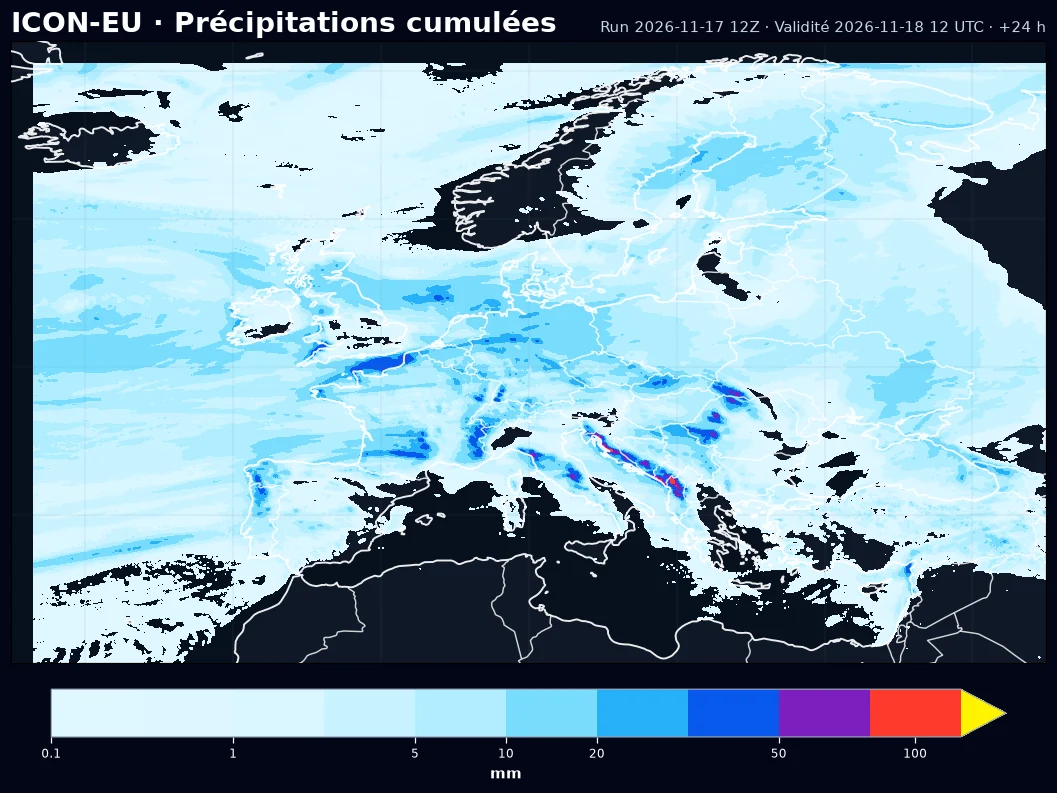 ICON-EU · Précipitations cumulées
Run 2026-11-17 12Z · Validité 2026-11-18 12 UTC · +24 h
0.1 1 5 10 20 50 100
mm